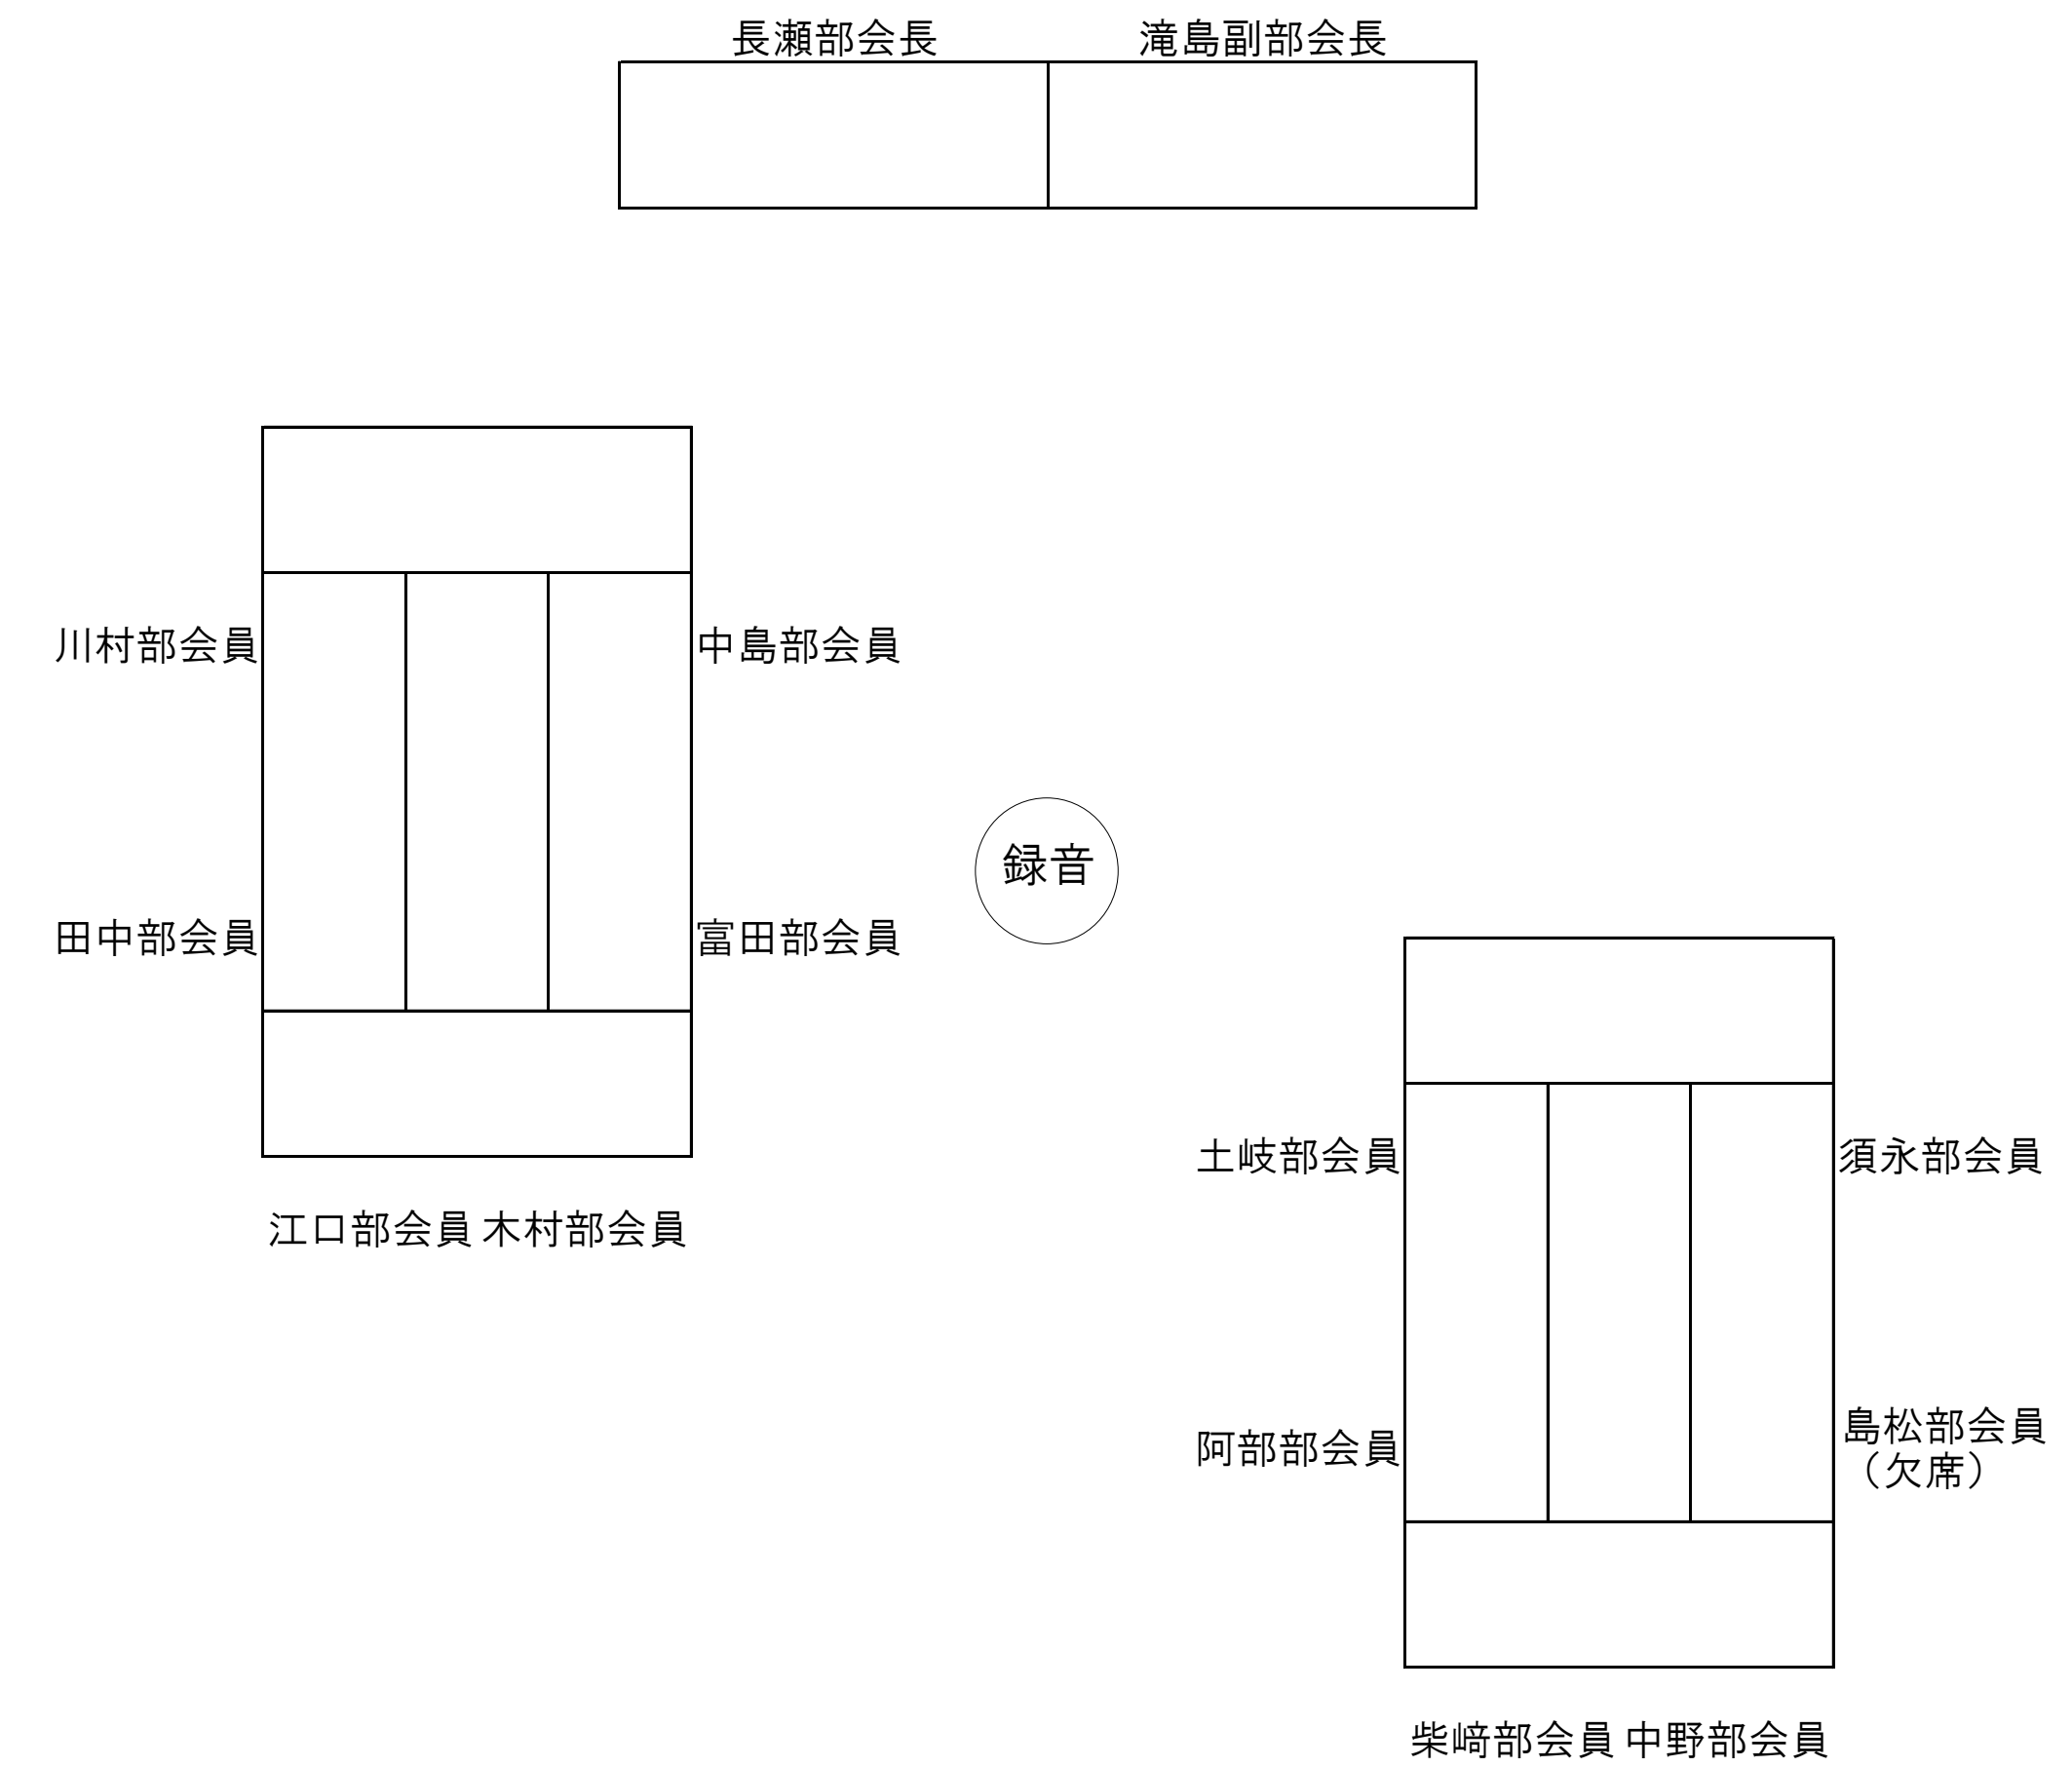 長瀬部会長 滝島副部会長
川村部会員 中島部会員
録音
田中部会員 富田部会員
土岐部会員 須永部会員
江口部会員 木村部会員
阿部部会員 島松部会員
（欠席）
柴﨑部会員 中野部会員